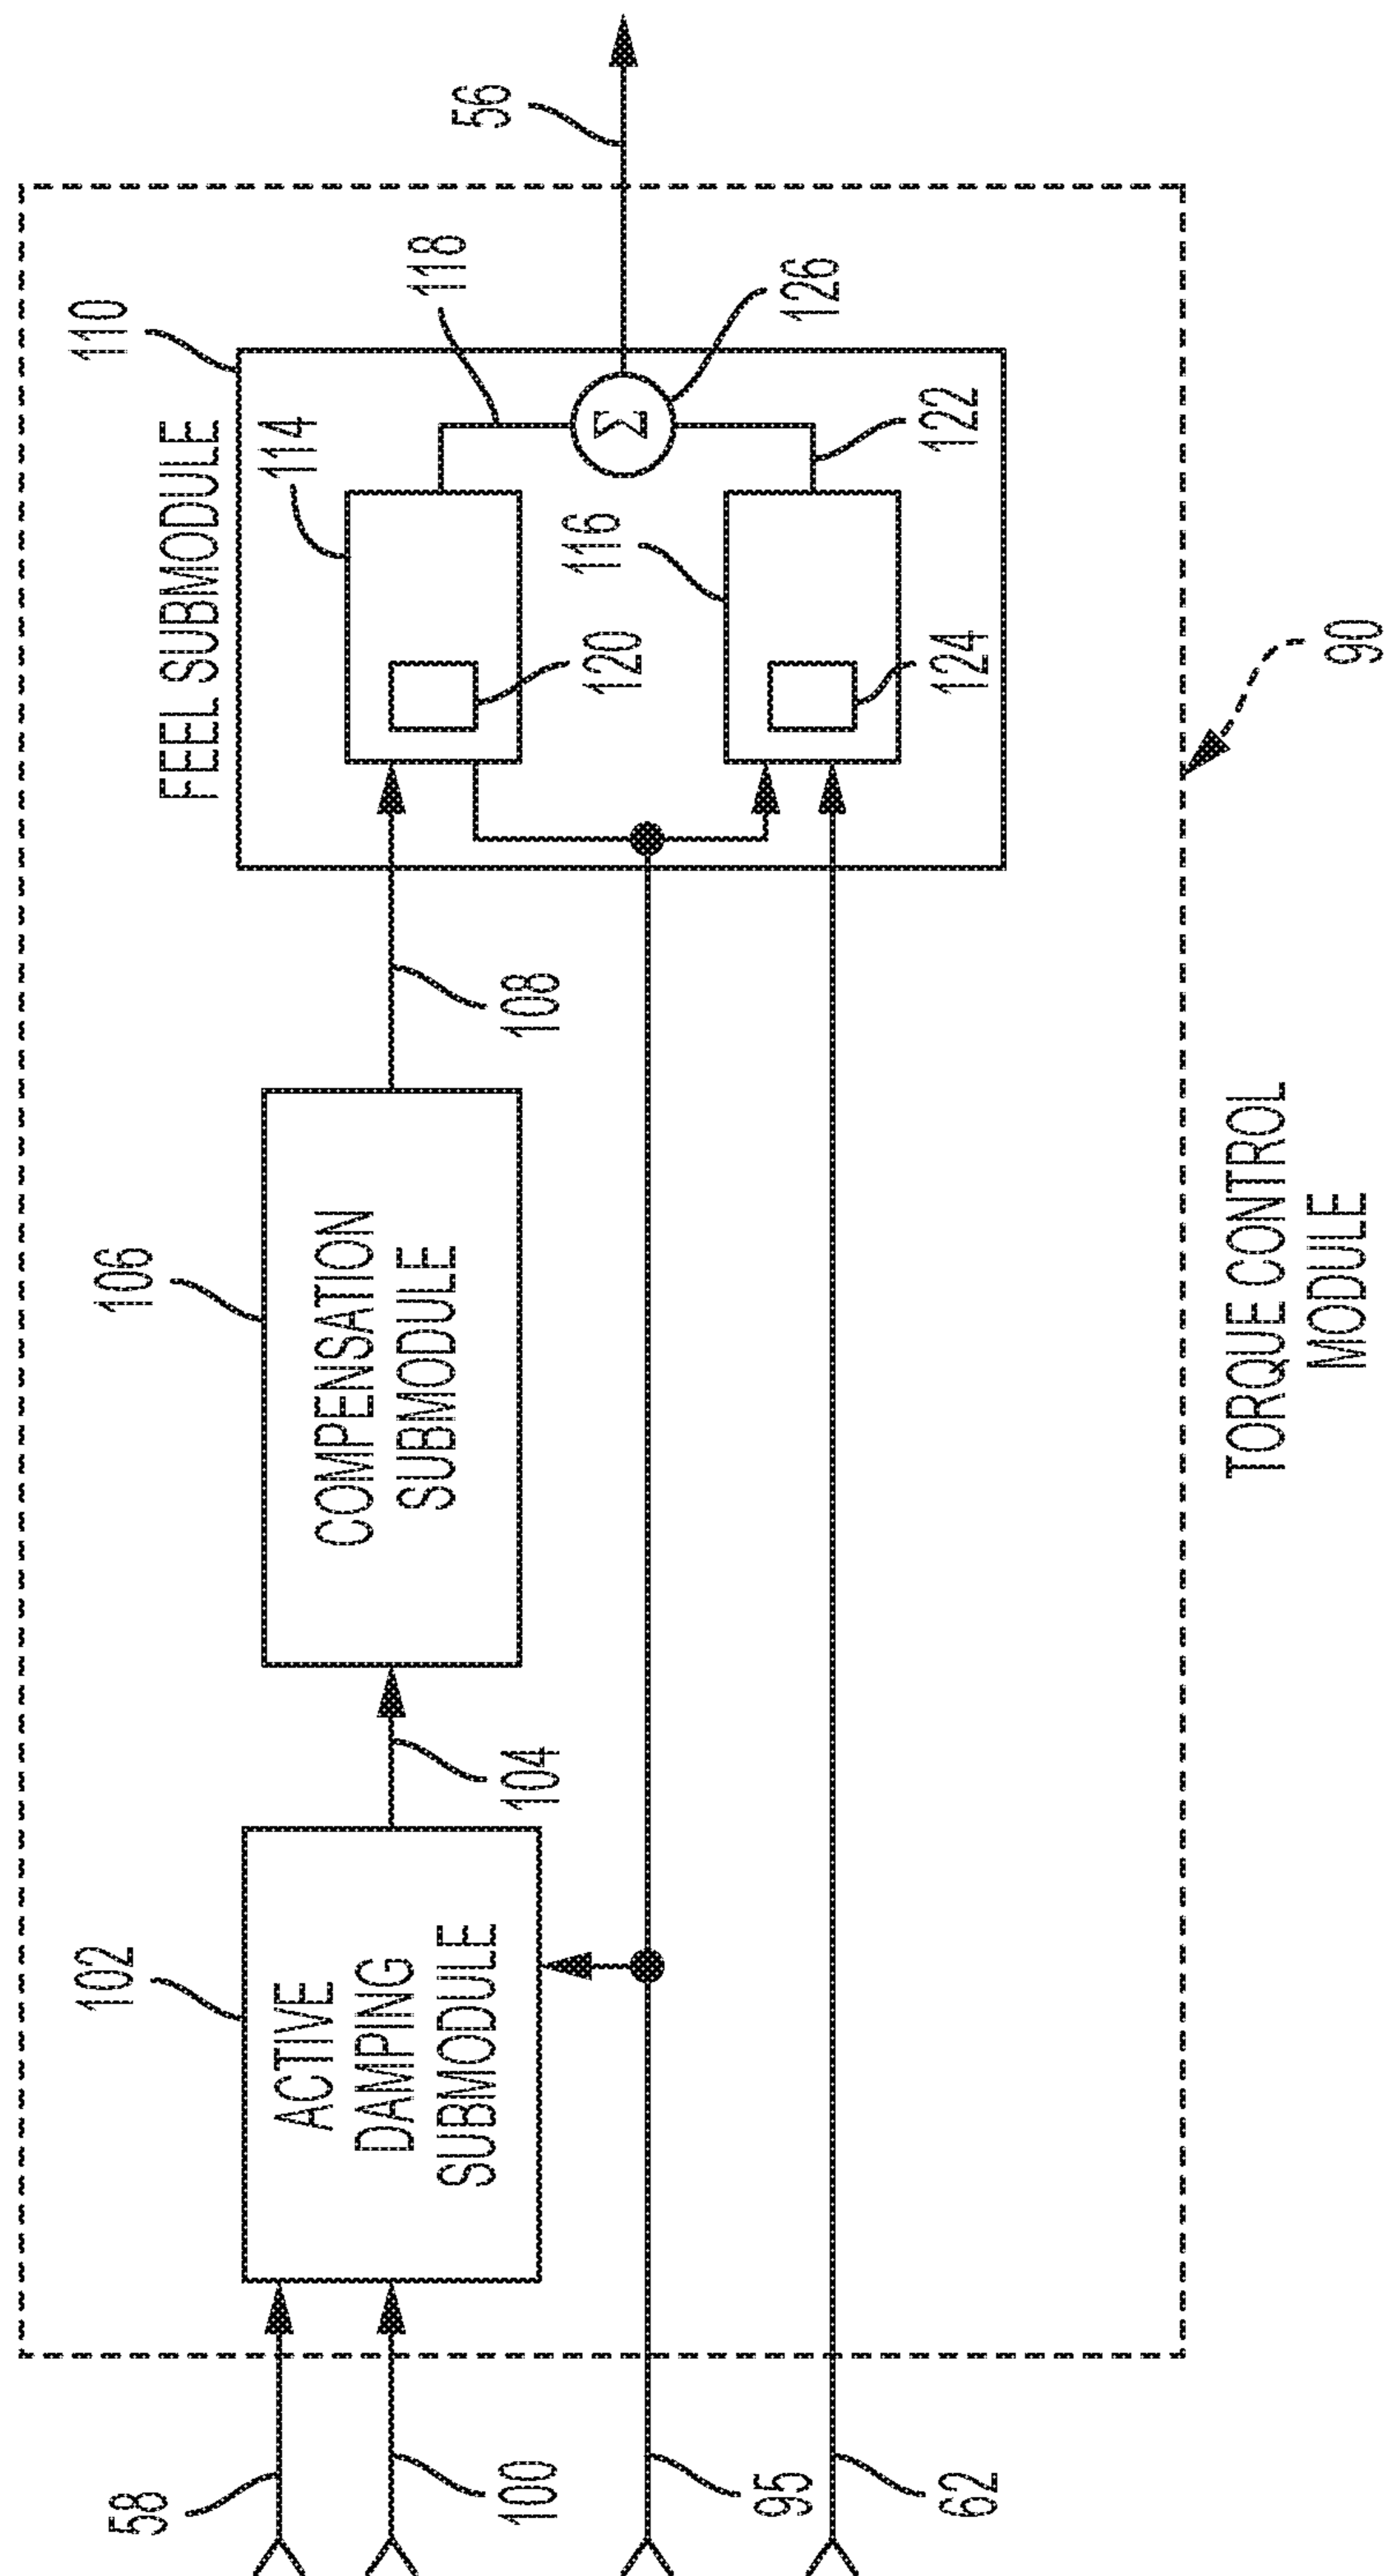 58
100
95
62
102
ACTIVE
DAMPING
SUBMODULE
104
106
COMPENSATION
SUBMODULE
108
110
FEEL SUBMODULE
114
120
116
124
118
Σ
126
122
56
90
TORQUE CONTROL
MODULE